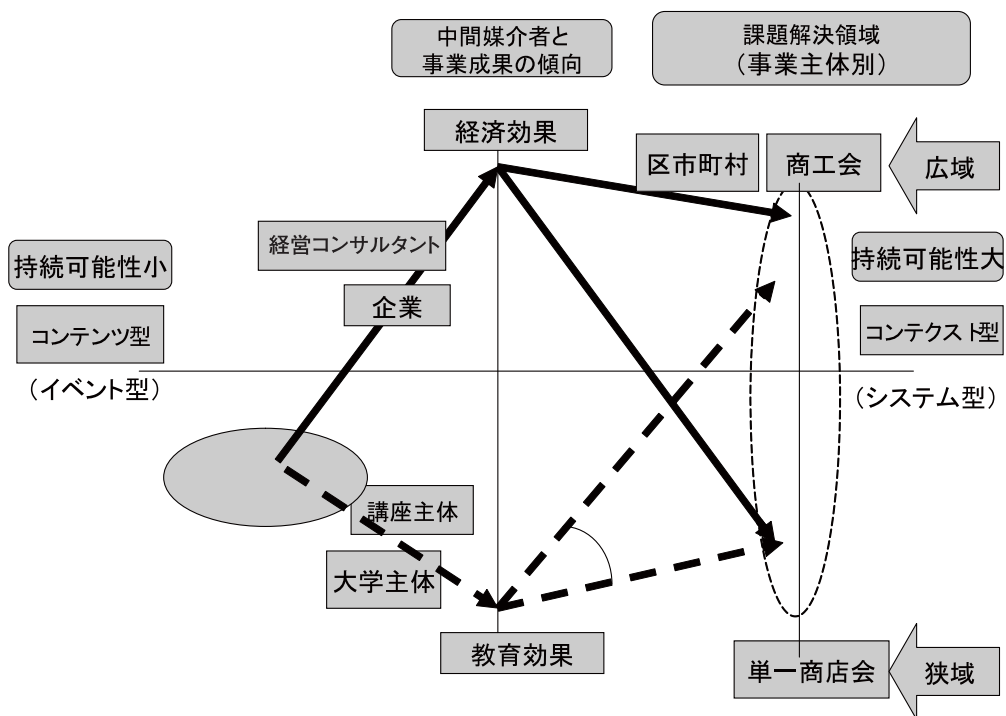 中間媒介者と
事業成果の傾向
課題解決領域
（事業主体別）
経済効果
区市町村
商工会
広域
経営コンサルタント
持続可能性小
持続可能性大
企業
コンテンツ型
コンテクスト型
（イベント型）
（システム型）
講座主体
大学主体
教育効果
単一商店会
狭域